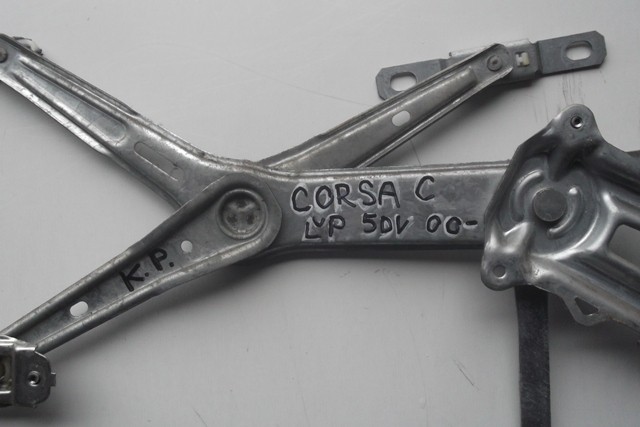 CORSA C
LVP 5DV 00-
K.P.